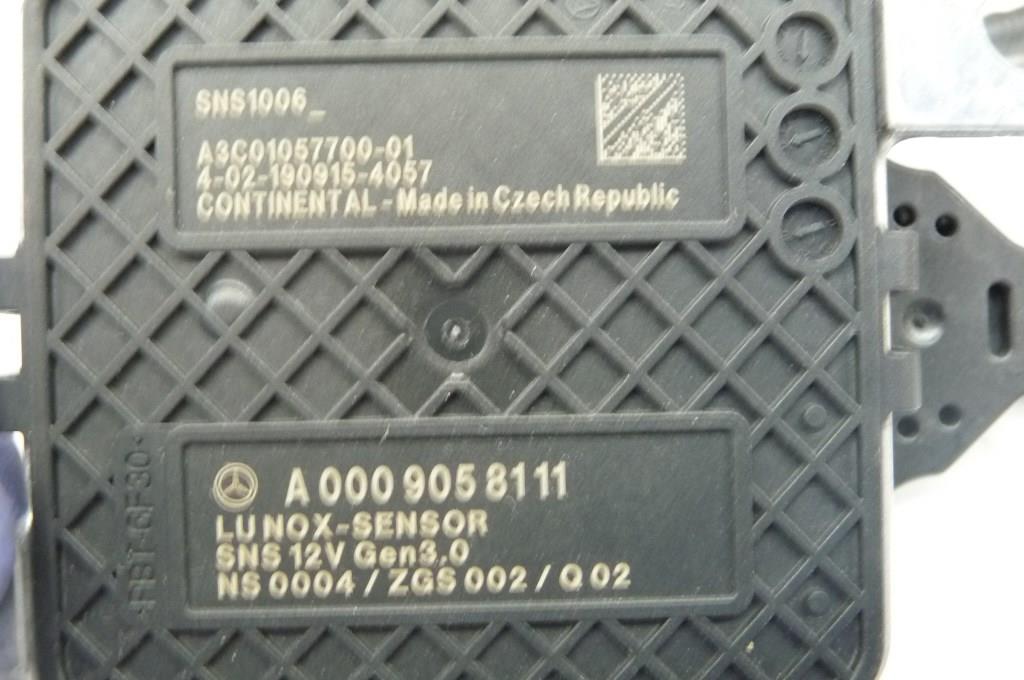 SNS1006_
A3C01057700-01
4-02-190915-4057
CONTINENTAL - Made in Czech Republic
A 000 905 8111
LU NOX-SENSOR
SNS 12V Gen3.0
NS 0004 / ZGS 002 / Q 02